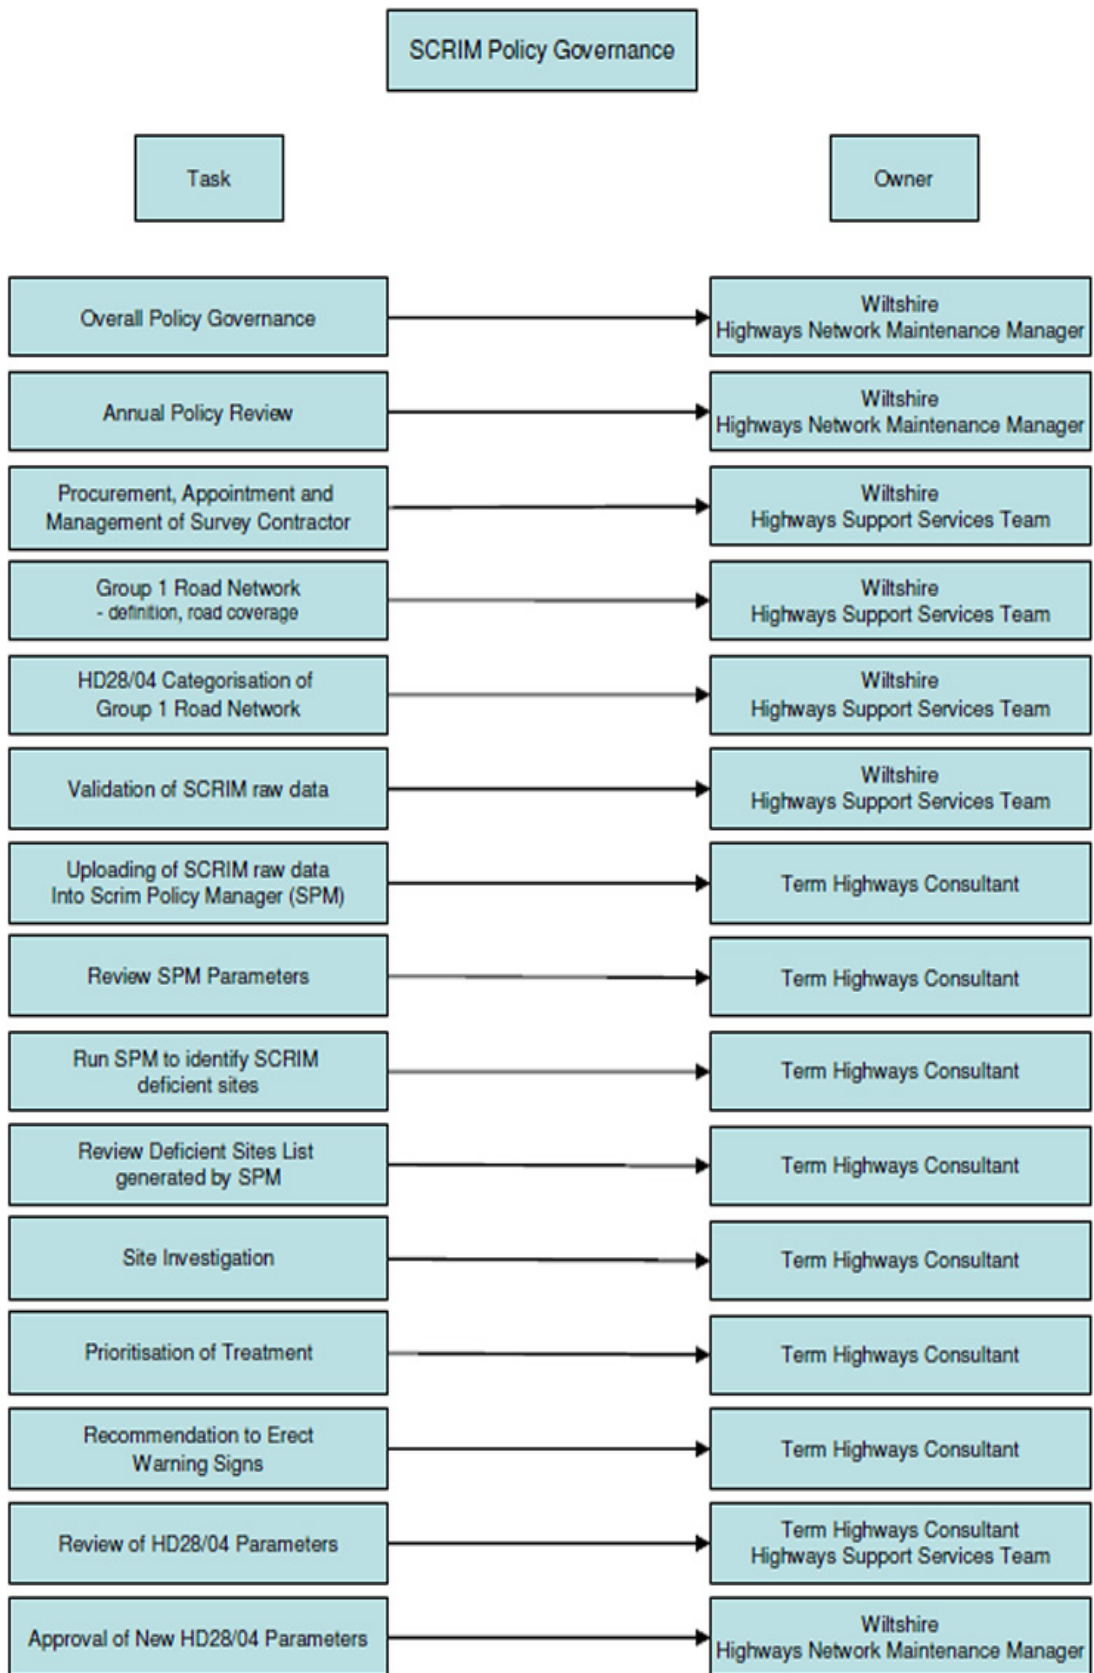 SCRIM Policy Governance
Task
Owner
Overall Policy Governance
Wiltshire
Highways Network Maintenance Manager
Annual Policy Review
Wiltshire
Highways Network Maintenance Manager
Procurement, Appointment and
Management of Survey Contractor
Wiltshire
Highways Support Services Team
Group 1 Road Network
- definition, road coverage
Wiltshire
Highways Support Services Team
HD28/04 Categorisation of
Group 1 Road Network
Wiltshire
Highways Support Services Team
Validation of SCRIM raw data
Wiltshire
Highways Support Services Team
Uploading of SCRIM raw data
Into Scrim Policy Manager (SPM)
Term Highways Consultant
Review SPM Parameters
Term Highways Consultant
Run SPM to identify SCRIM
deficient sites
Term Highways Consultant
Review Deficient Sites List
generated by SPM
Term Highways Consultant
Site Investigation
Term Highways Consultant
Prioritisation of Treatment
Term Highways Consultant
Recommendation to Erect
Warning Signs
Term Highways Consultant
Review of HD28/04 Parameters
Term Highways Consultant
Highways Support Services Team
Approval of New HD28/04 Parameters
Wiltshire
Highways Network Maintenance Manager